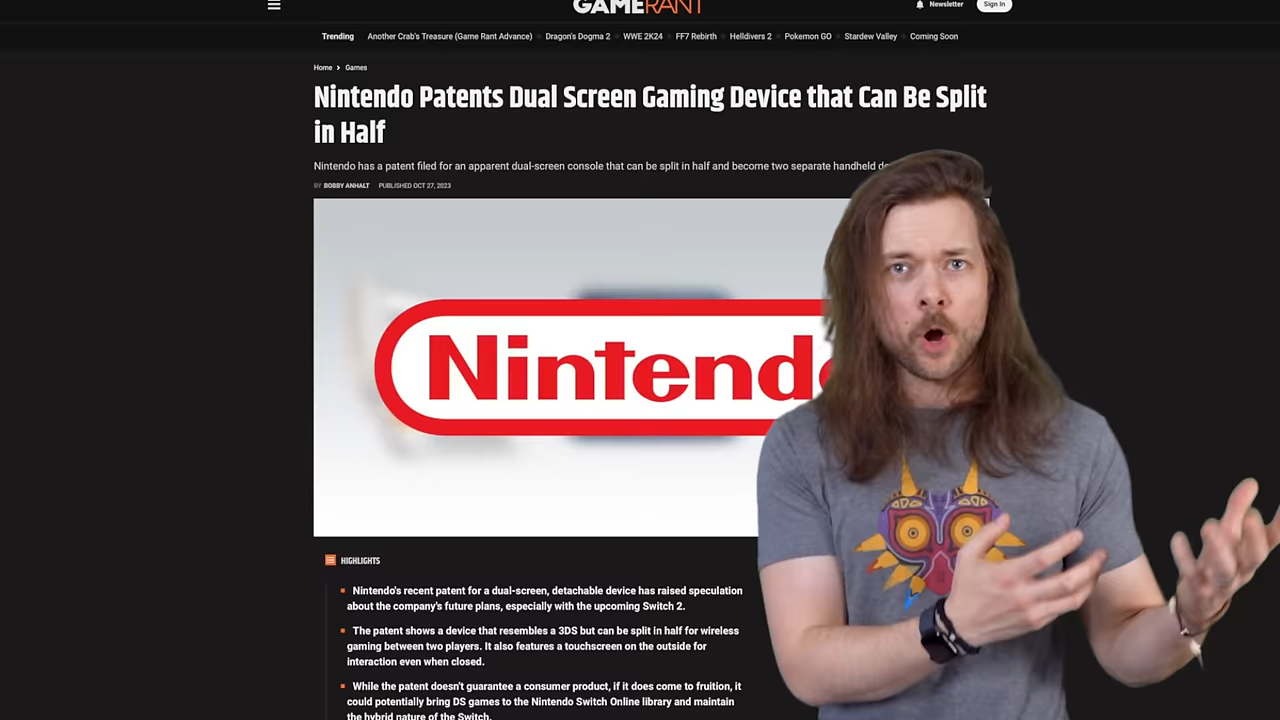 GAMERANT
Newsletter
Sign In
Trending
Another Crab's Treasure (Game Rant Advance)
Dragon's Dogma 2
WWE 2K24
FF7 Rebirth
Helldivers 2
Pokemon GO
Stardew Valley
Coming Soon
Home > Games
Nintendo Patents Dual Screen Gaming Device that Can Be Split
in Half
Nintendo has a patent filed for an apparent dual-screen console that can be split in half and become two separate handheld
BY BOBBY ANHALT PUBLISHED OCT 27, 2023
Nintendo
HIGHLIGHTS
Nintendo's recent patent for a dual-screen, detachable device has raised speculation
about the company's future plans, especially with the upcoming Switch 2.
The patent shows a device that resembles a 3DS but can be split in half for wireless
gaming between two players. It also features a touchscreen on the outside for
interaction even when closed.
While the patent doesn't guarantee a consumer product, if it does come to fruition, it
could potentially bring DS games to the Nintendo Switch Online library and maintain
the hybrid nature of the Switch.